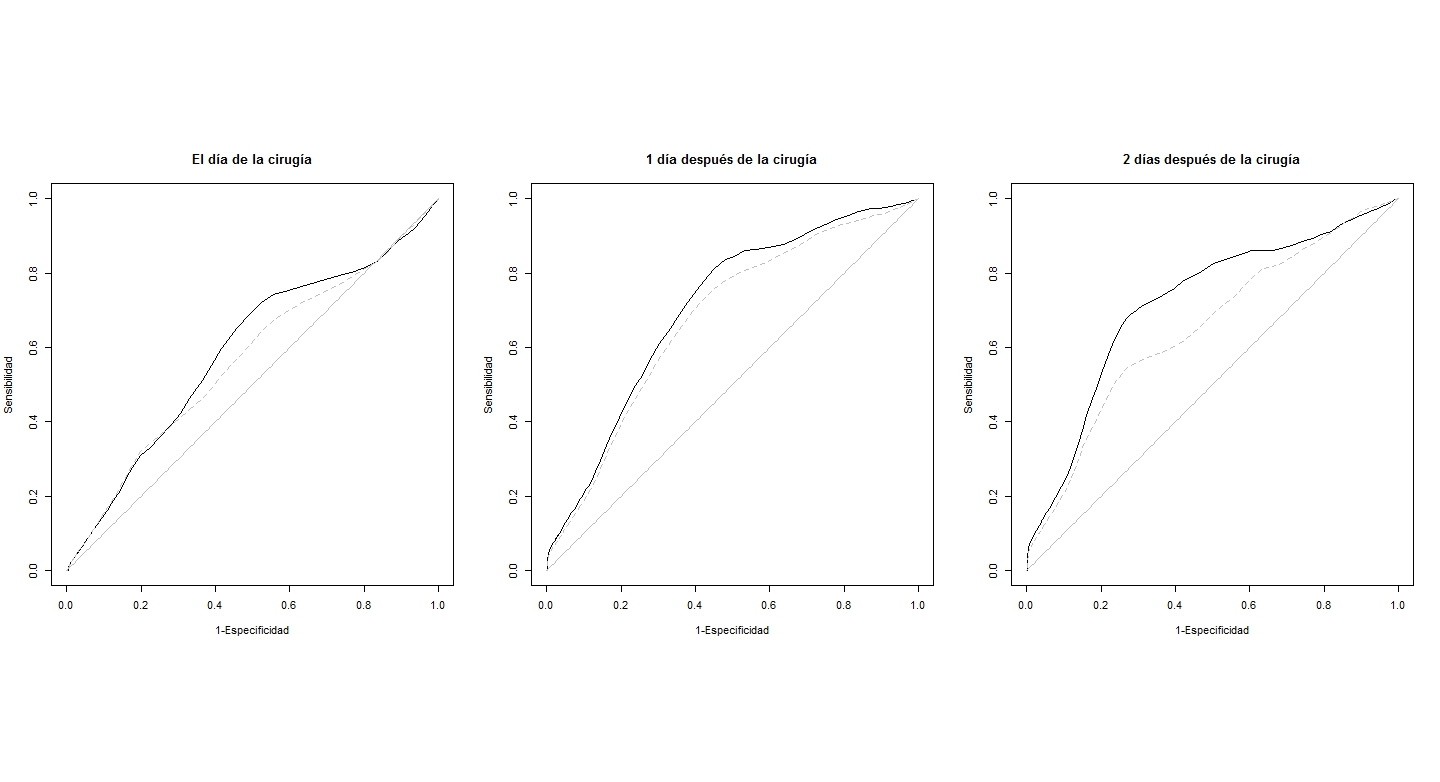 El día de la cirugía
1.0
0.8
0.6
0.4
0.2
0.0
Sensibilidad
0.0 0.2 0.4 0.6 0.8 1.0
1-Especificidad
1 día después de la cirugía
1.0
0.8
0.6
0.4
0.2
0.0
Sensibilidad
0.0 0.2 0.4 0.6 0.8 1.0
1-Especificidad
2 días después de la cirugía
1.0
0.8
0.6
0.4
0.2
0.0
Sensibilidad
0.0 0.2 0.4 0.6 0.8 1.0
1-Especificidad